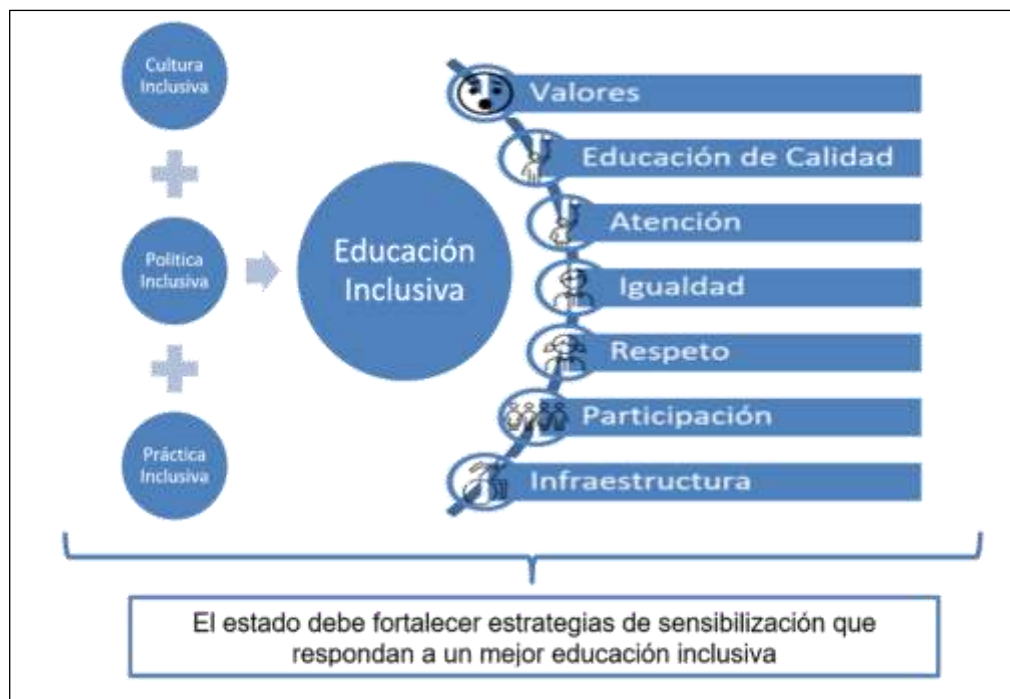 Cultura
Inclusiva
Política
Inclusiva
Práctica
Inclusiva
Educación
Inclusiva
Valores
Educación de Calidad
Atención
Igualdad
Respeto
Participación
Infraestructura
El estado debe fortalecer estrategias de sensibilización que
respondan a un mejor educación inclusiva